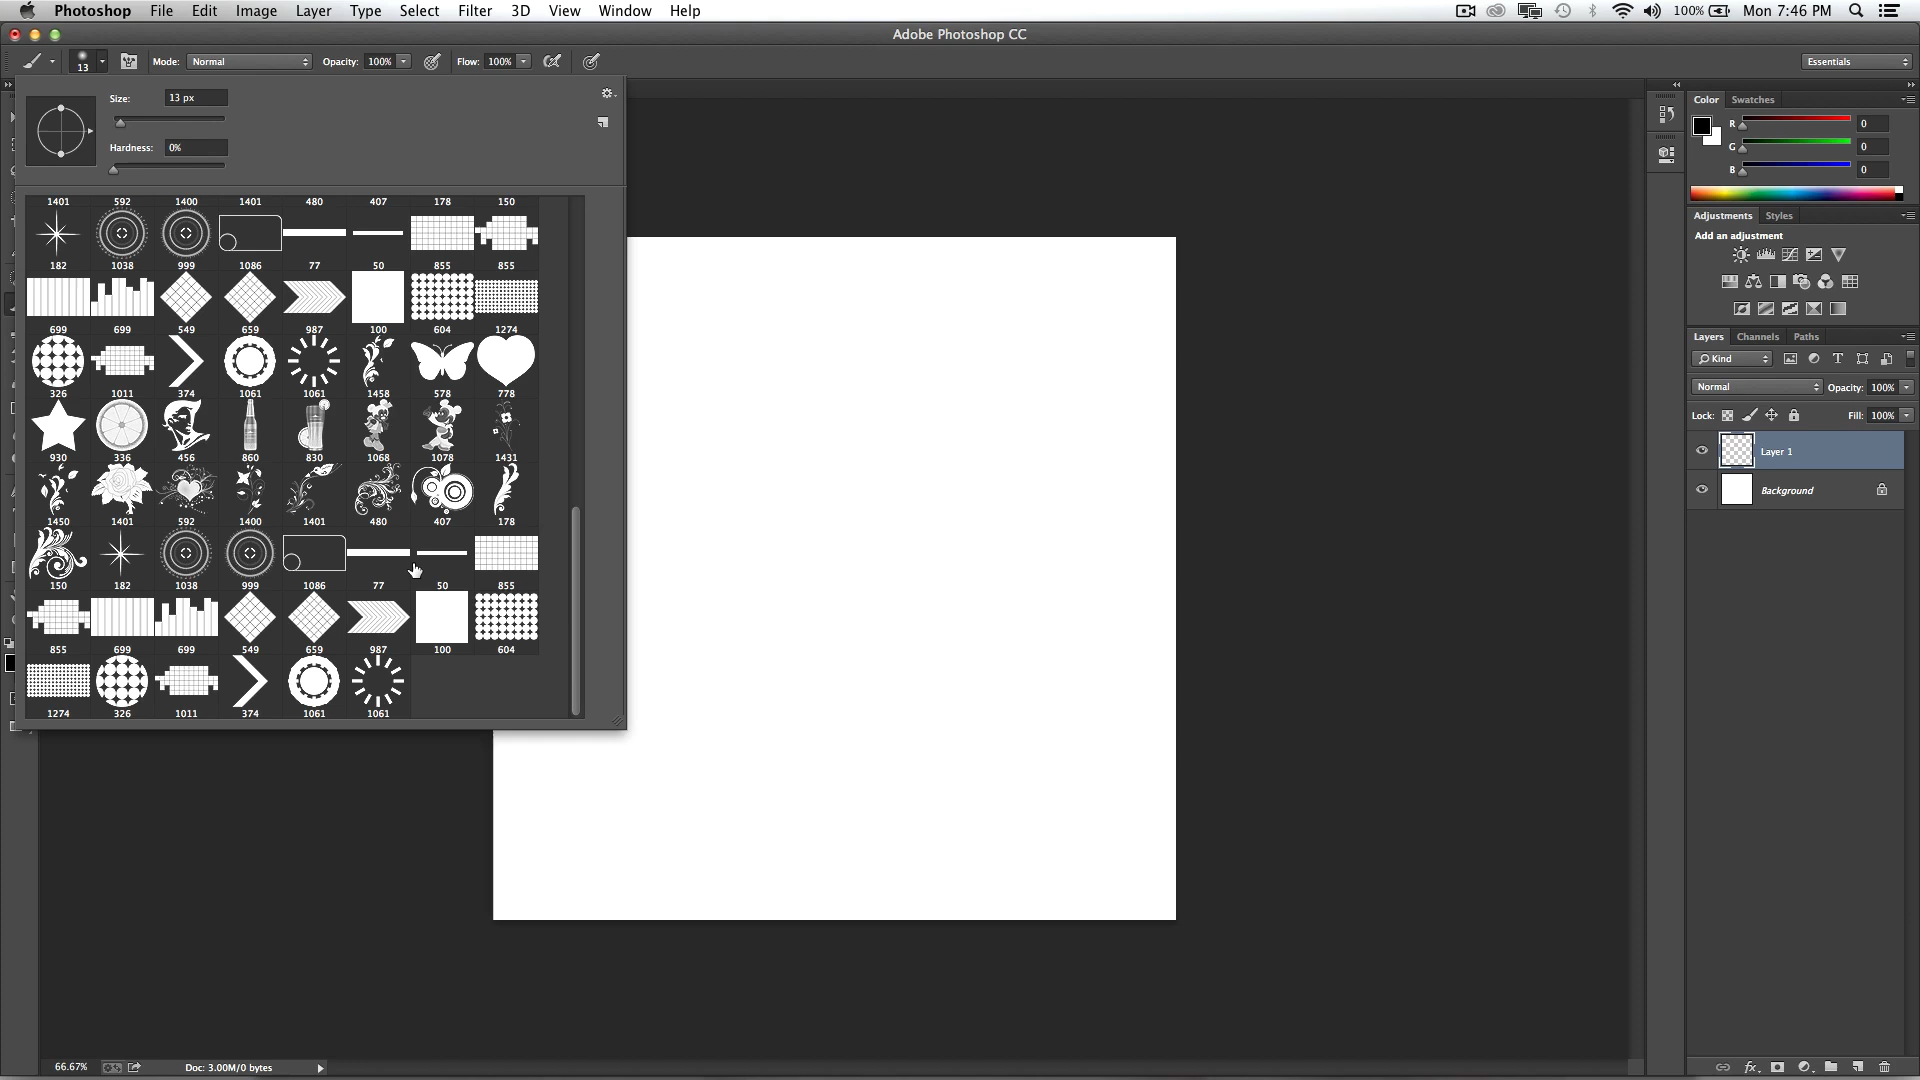 Photoshop File Edit Image Layer Type Select Filter 3D View Window Help 100% Mon 7:46 PM
Adobe Photoshop CC
13 Mode: Normal Opacity: 100% Flow: 100% Essentials
Size: 13 px
Hardness: 0%
1401 592 1400 1401 480 407 178 150
182 1038 999 1086 77 50 855 855
699 699 549 659 987 100 604 1274
326 1011 374 1061 1061 1458 578 778
930 336 456 860 830 1068 1078 1431
1450 1401 592 1400 1401 480 407 178
150 182 1038 999 1086 77 50 855
855 699 699 549 659 987 100 604
1274 326 1011 374 1061 1061
Color Swatches
R 0
G 0
B 0
Adjustments Styles
Add an adjustment
Layers Channels Paths
Kind
Normal Opacity: 100%
Lock: Fill: 100%
Layer 1
Background
66.67% Doc: 3.00M/0 bytes